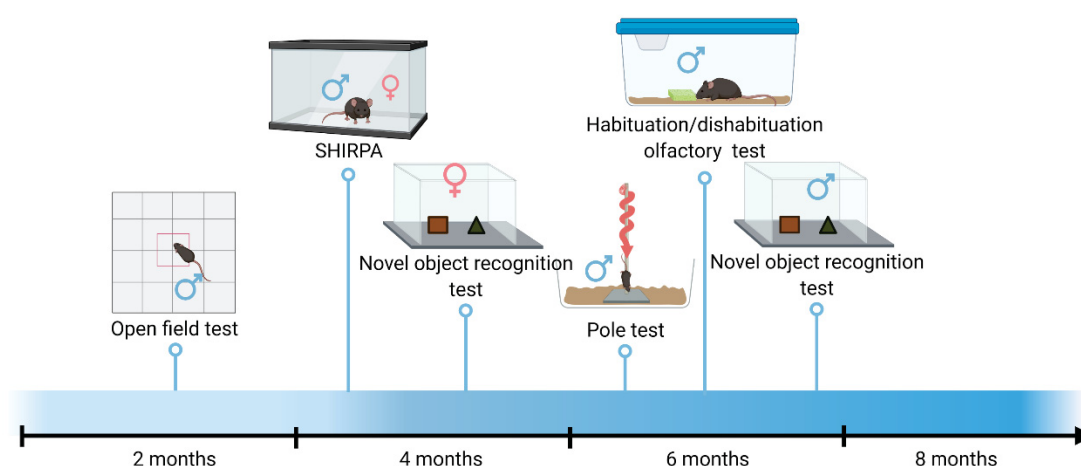 SHIRPA
Habituation/dishabituation
olfactory test
Novel object recognition
test
Novel object recognition
test
Open field test
Pole test
2 months
4 months
6 months
8 months